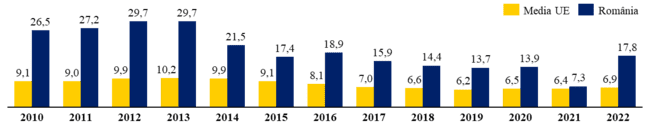 Media UE România
26,5 27,2 29,7 29,7 21,5 17,4 18,9 15,9 14,4 13,7 13,9 7,3 17,8
9,1 9,0 9,9 10,2 9,9 9,1 8,1 7,0 6,6 6,2 6,5 6,4 6,9
2010 2011 2012 2013 2014 2015 2016 2017 2018 2019 2020 2021 2022